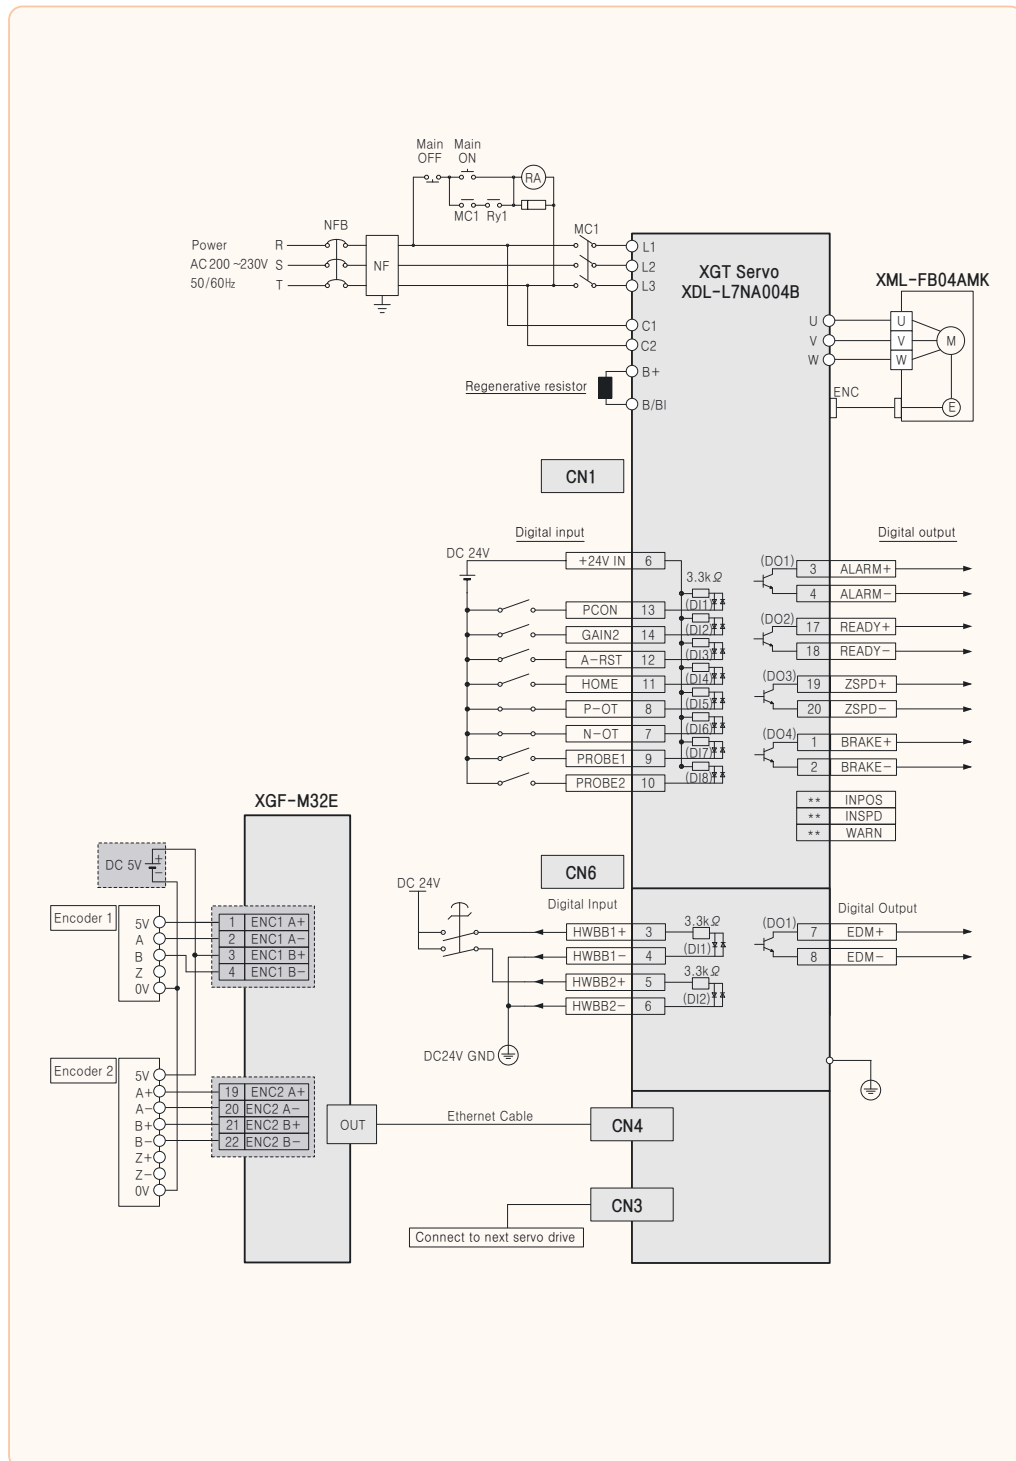 Main OFF
Main ON
RA
MC1 Ry1
NFB
MC1
Power
AC 200 ~230V
50/60Hz
R
S
T
NF
L1
L2
L3
C1
C2
B+
B/BI
Regenerative resistor
XGT Servo
XDL-L7NA004B
XML-FB04AMK
U
V
W
U
V
W
M
ENC
E
CN1
Digital input
Digital output
DC 24V
+24V IN 6
3.3kΩ
PCON 13 (DI1)
GAIN2 14 (DI2)
A-RST 12 (DI3)
HOME 11 (DI4)
P-OT 8 (DI5)
N-OT 7 (DI6)
PROBE1 9 (DI7)
PROBE2 10 (DI8)
(DO1) 3 ALARM+
4 ALARM-
(DO2) 17 READY+
18 READY-
(DO3) 19 ZSPD+
20 ZSPD-
(DO4) 1 BRAKE+
2 BRAKE-
** INPOS
** INSPD
** WARN
XGF-M32E
DC 5V + -
Encoder 1
5V
A
B
Z
0V
1 ENC1 A+
2 ENC1 A-
3 ENC1 B+
4 ENC1 B-
CN6
DC 24V
Digital Input
Digital Output
HWBB1+ 3 3.3kΩ
HWBB1- 4 (DI1)
HWBB2+ 5 3.3kΩ
HWBB2- 6 (DI2)
(DO1) 7 EDM+
8 EDM-
DC24V GND
Encoder 2
5V
A+
A-
B+
B-
Z+
Z-
0V
19 ENC2 A+
20 ENC2 A-
21 ENC2 B+
22 ENC2 B-
OUT
Ethernet Cable
CN4
CN3
Connect to next servo drive